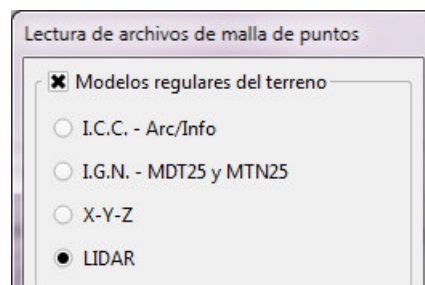 Lectura de archivos de malla de puntos
Modelos regulares del terreno
I.C.C. - Arc/Info
I.G.N. - MDT25 y MTN25
X-Y-Z
LIDAR